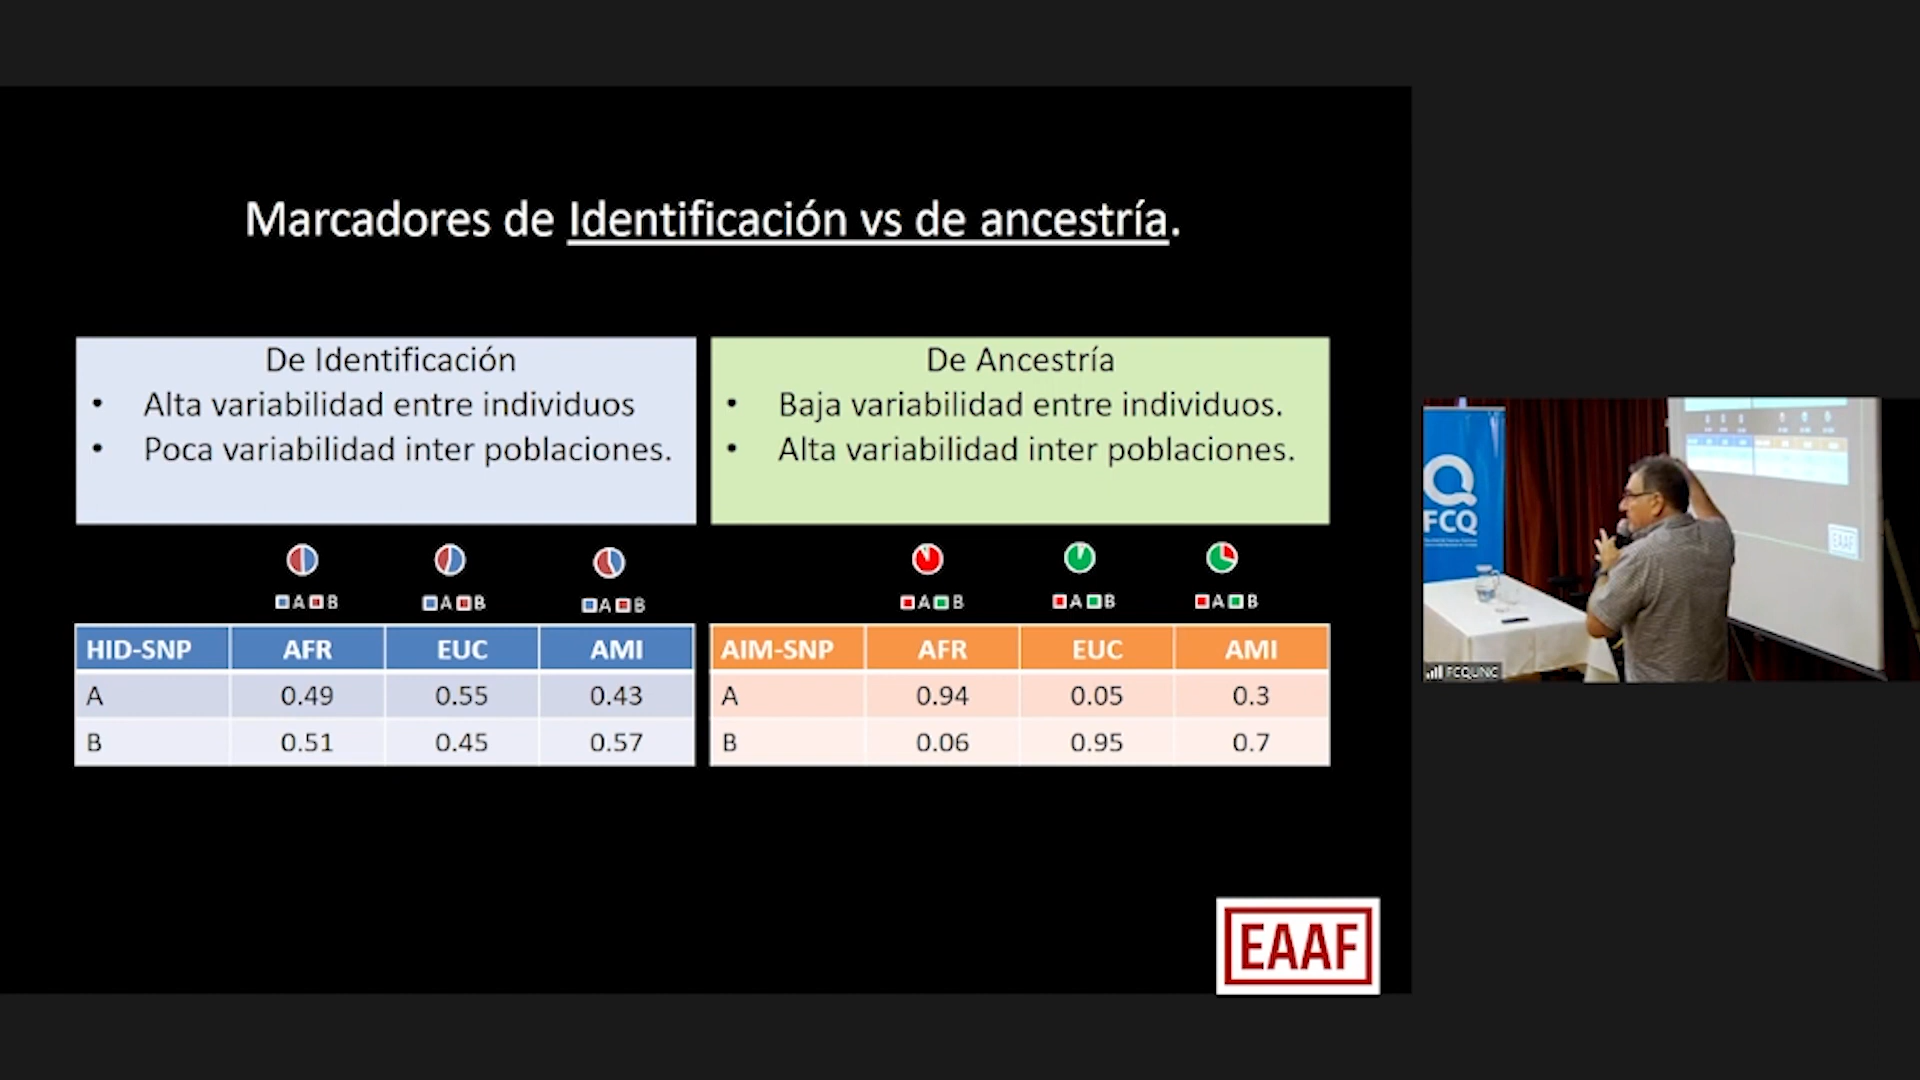 Marcadores de Identificación vs de ancestría.
De Identificación
• Alta variabilidad entre individuos
• Poca variabilidad inter poblaciones.
De Ancestría
• Baja variabilidad entre individuos.
• Alta variabilidad inter poblaciones.
A B
A B
A B
A B
A B
A B
HID-SNP AFR EUC AMI
A 0.49 0.55 0.43
B 0.51 0.45 0.57
AIM-SNP AFR EUC AMI
A 0.94 0.05 0.3
B 0.06 0.95 0.7
EAAF
FCQ
EAAF
FCQUNC